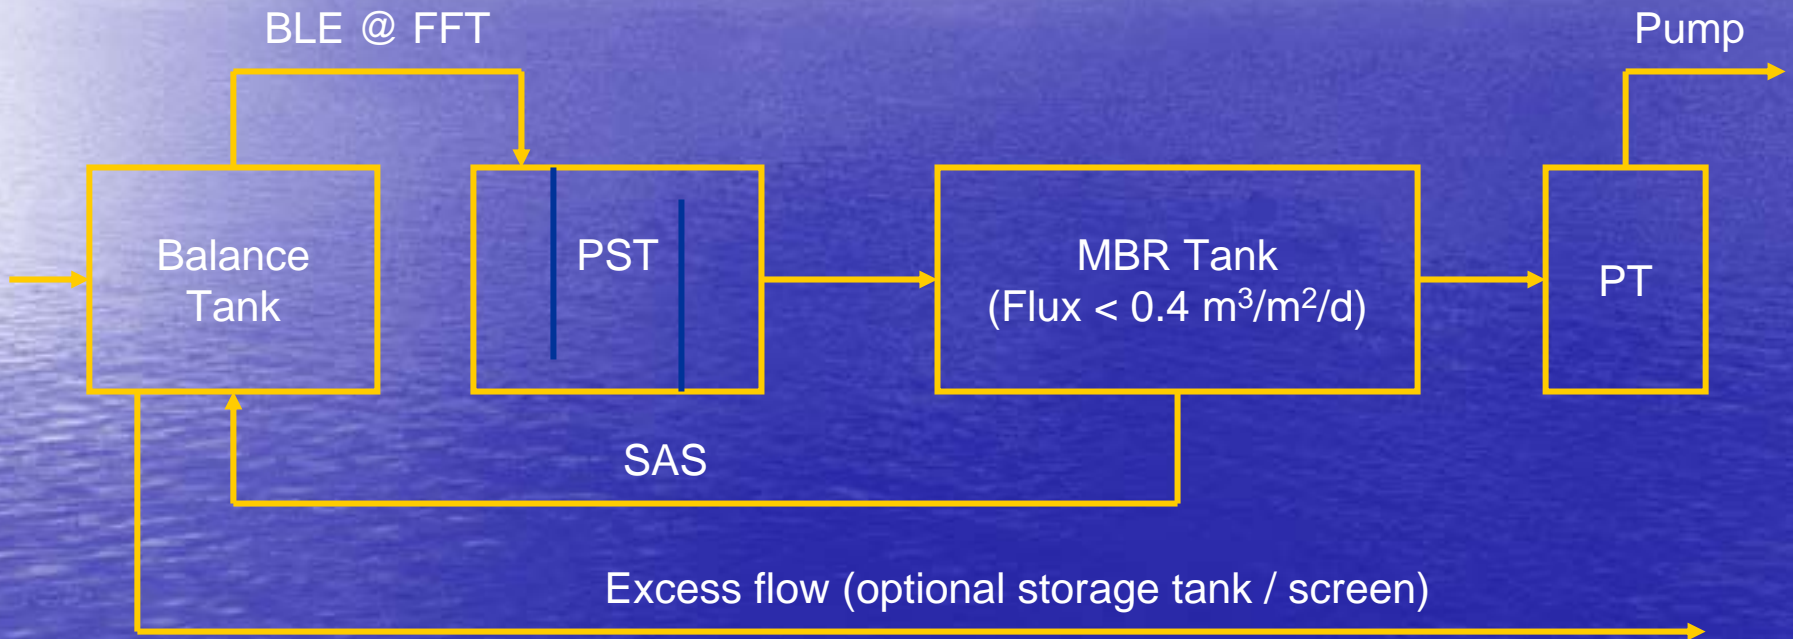 BLE @ FFT
Pump
Balance
Tank
PST
MBR Tank
(Flux < 0.4 m³/m²/d)
PT
SAS
Excess flow (optional storage tank / screen)